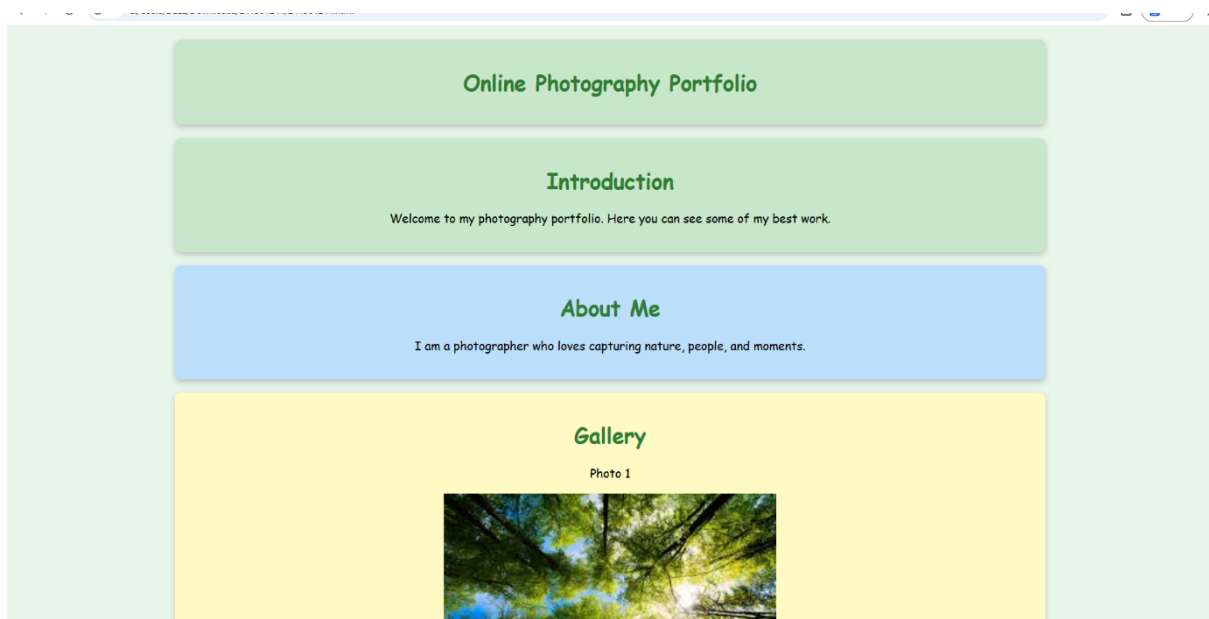 Online Photography Portfolio
Introduction
Welcome to my photography portfolio. Here you can see some of my best work.
About Me
I am a photographer who loves capturing nature, people, and moments.
Gallery
Photo 1